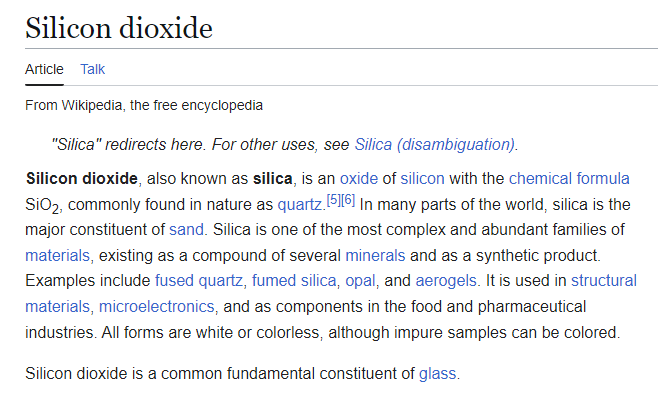 Silicon dioxide
Article Talk
From Wikipedia, the free encyclopedia
"Silica" redirects here. For other uses, see Silica (disambiguation).
Silicon dioxide, also known as silica, is an oxide of silicon with the chemical formula
SiO₂, commonly found in nature as quartz.[5][6] In many parts of the world, silica is the
major constituent of sand. Silica is one of the most complex and abundant families of
materials, existing as a compound of several minerals and as a synthetic product.
Examples include fused quartz, fumed silica, opal, and aerogels. It is used in structural
materials, microelectronics, and as components in the food and pharmaceutical
industries. All forms are white or colorless, although impure samples can be colored.
Silicon dioxide is a common fundamental constituent of glass.